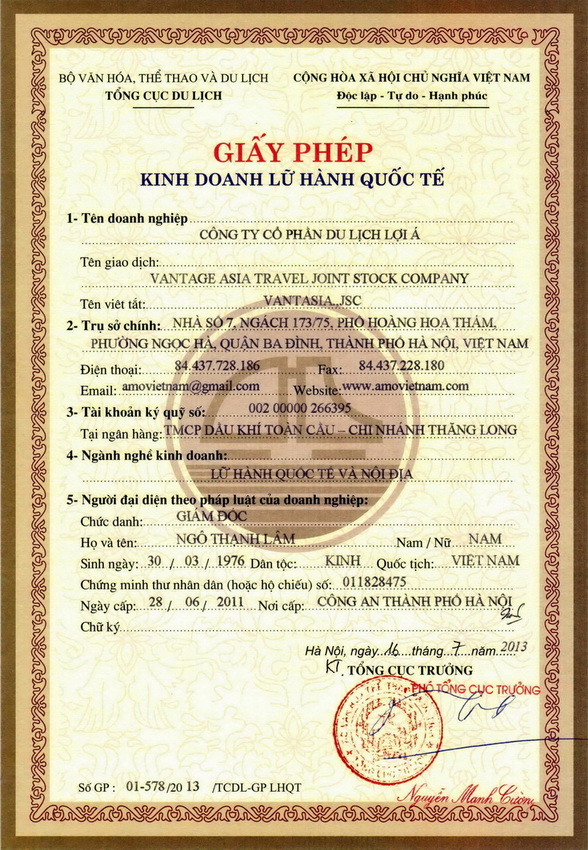 BỘ VĂN HÓA, THỂ THAO VÀ DU LỊCH
TỔNG CỤC DU LỊCH
CỘNG HÒA XÃ HỘI CHỦ NGHĨA VIỆT NAM
Độc lập - Tự do - Hạnh phúc
GIẤY PHÉP
KINH DOANH LỮ HÀNH QUỐC TẾ
1- Tên doanh nghiệp
CÔNG TY CỔ PHẦN DU LỊCH LỢI Á
Tên giao dịch:
VANTAGE ASIA TRAVEL JOINT STOCK COMPANY
Tên viêt tắt: VANTASIA.,JSC
2- Trụ sở chính: NHÀ SỐ 7, NGÁCH 173/75, PHỐ HOÀNG HOA THÁM,
PHƯỜNG NGỌC HÀ, QUẬN BA ĐÌNH, THÀNH PHỐ HÀ NỘI, VIỆT NAM
Điện thoại: 84.437.728.186 Fax: 84.437.228.180
Email: amovietnam@gmail.com Website: www.amovietnam.com
3- Tài khoản ký quỹ số: 002 00000 266395
Tại ngân hàng: TMCP DẦU KHÍ TOÀN CẦU – CHI NHÁNH THĂNG LONG
4- Ngành nghề kinh doanh:
LỮ HÀNH QUỐC TẾ VÀ NỘI ĐỊA
5- Người đại diện theo pháp luật của doanh nghiệp:
Chức danh: GIÁM ĐỐC
Họ và tên: NGÔ THANH LÂM Nam / Nữ NAM
Sinh ngày: 30 / 03 / 1976 Dân tộc: KINH Quốc tịch: VIỆT NAM
Chứng minh thư nhân dân (hoặc hộ chiếu) số: 011828475
Ngày cấp: 28 / 06 / 2011 Nơi cấp: CÔNG AN THÀNH PHỐ HÀ NỘI
Chữ ký
Hà Nội, ngày 16 tháng 7 năm 2013
KT. TỔNG CỤC TRƯỞNG
PHÓ TỔNG CỤC TRƯỞNG
Số GP : 01-578/20 13 /TCDL-GP LHQT
Nguyễn Mạnh Cường